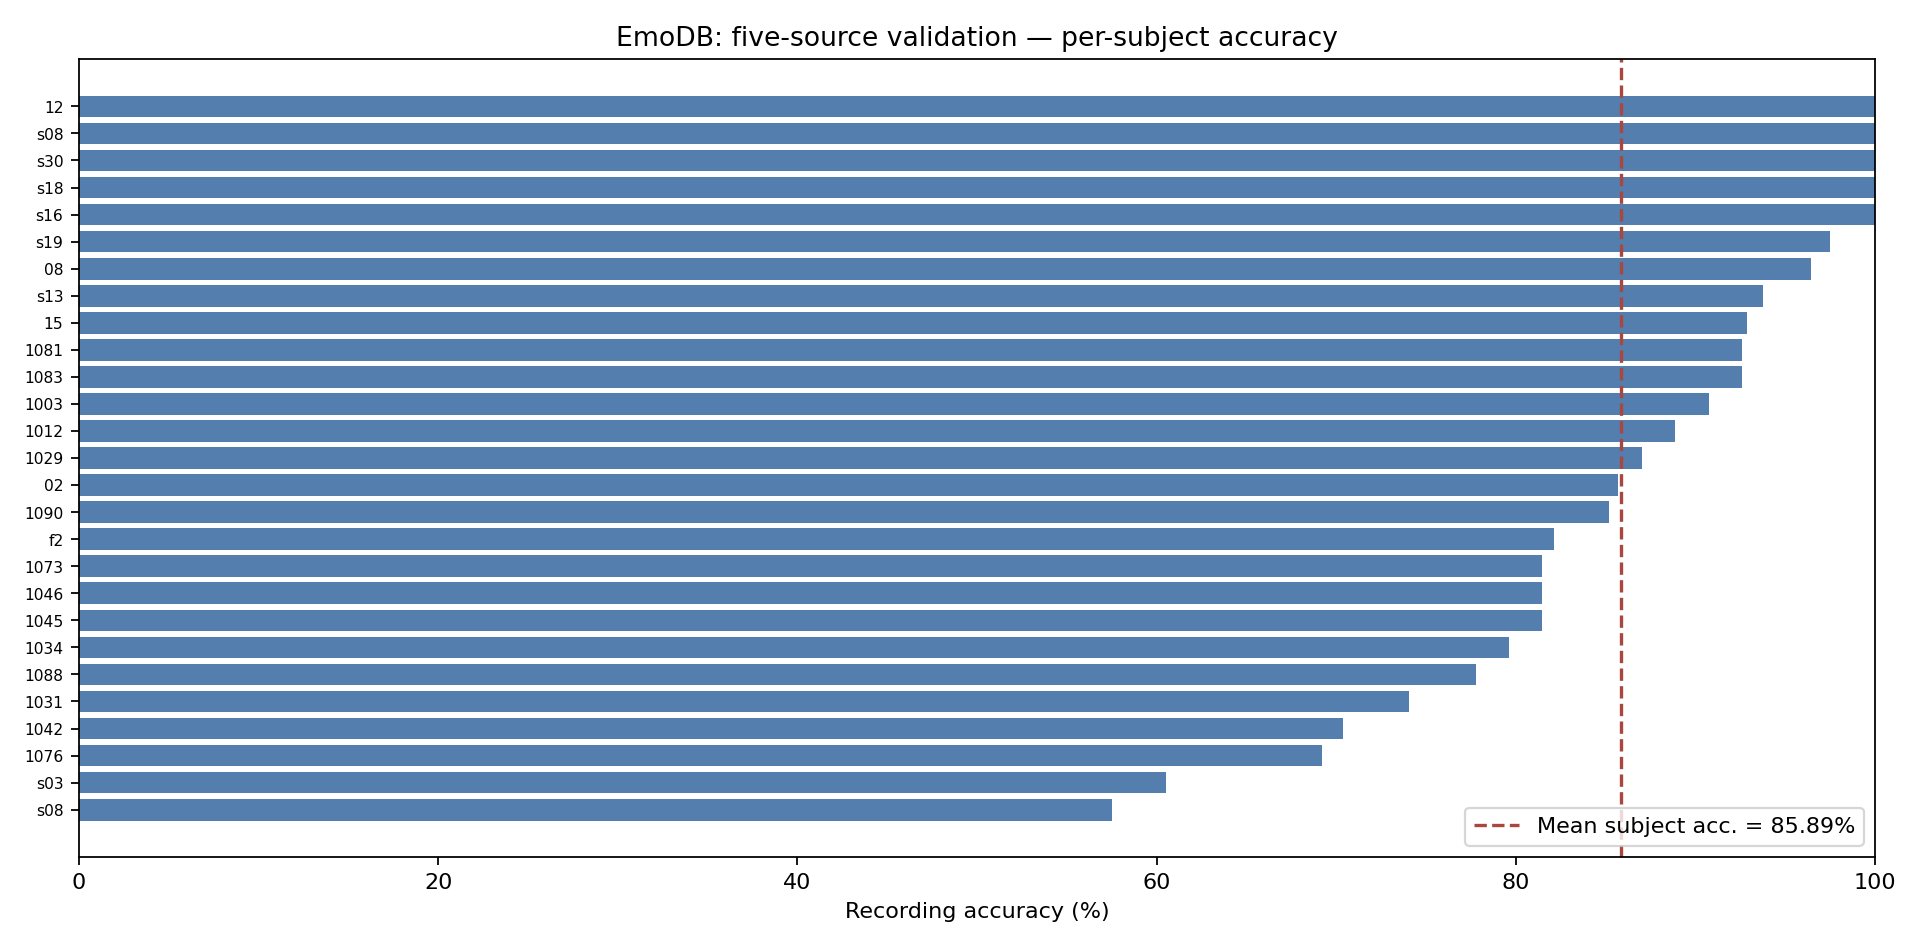 EmoDB: five-source validation — per-subject accuracy
12
s08
s30
s18
s16
s19
08
s13
15
1081
1083
1003
1012
1029
02
1090
f2
1073
1046
1045
1034
1088
1031
1042
1076
s03
s08
Mean subject acc. = 85.89%
0 20 40 60 80 100
Recording accuracy (%)